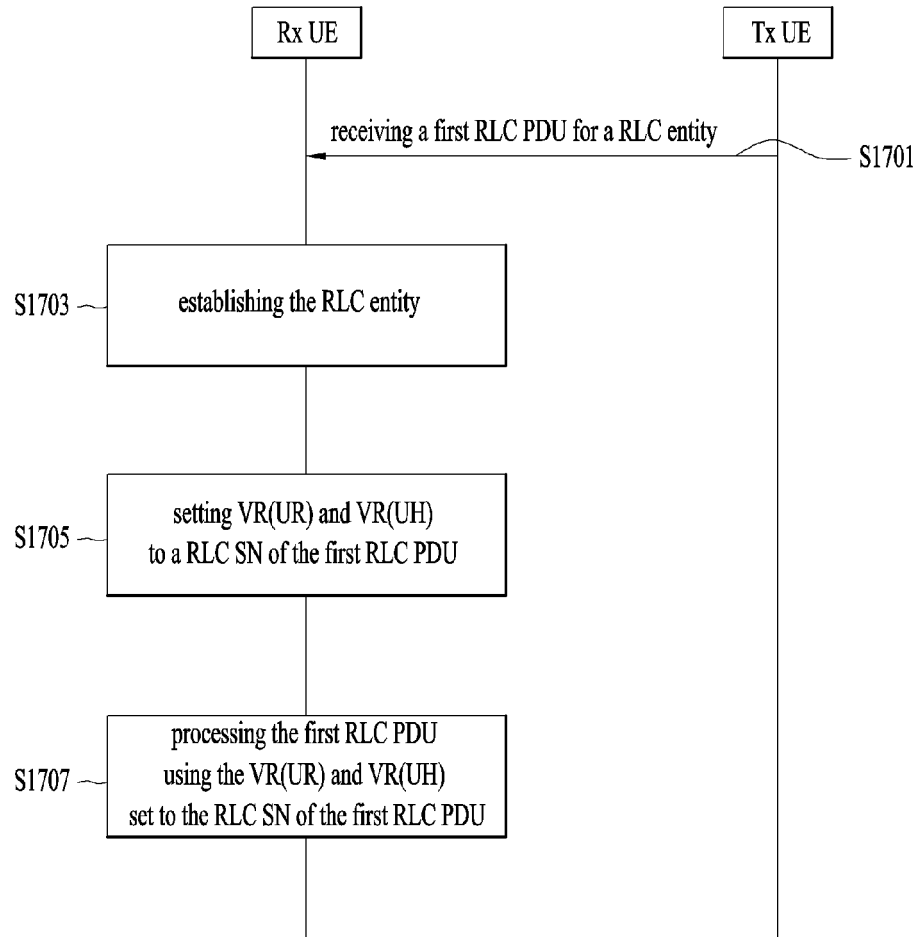 Rx UE
Tx UE
receiving a first RLC PDU for a RLC entity
S1701
S1703
establishing the RLC entity
S1705
setting VR(UR) and VR(UH)
to a RLC SN of the first RLC PDU
S1707
processing the first RLC PDU
using the VR(UR) and VR(UH)
set to the RLC SN of the first RLC PDU